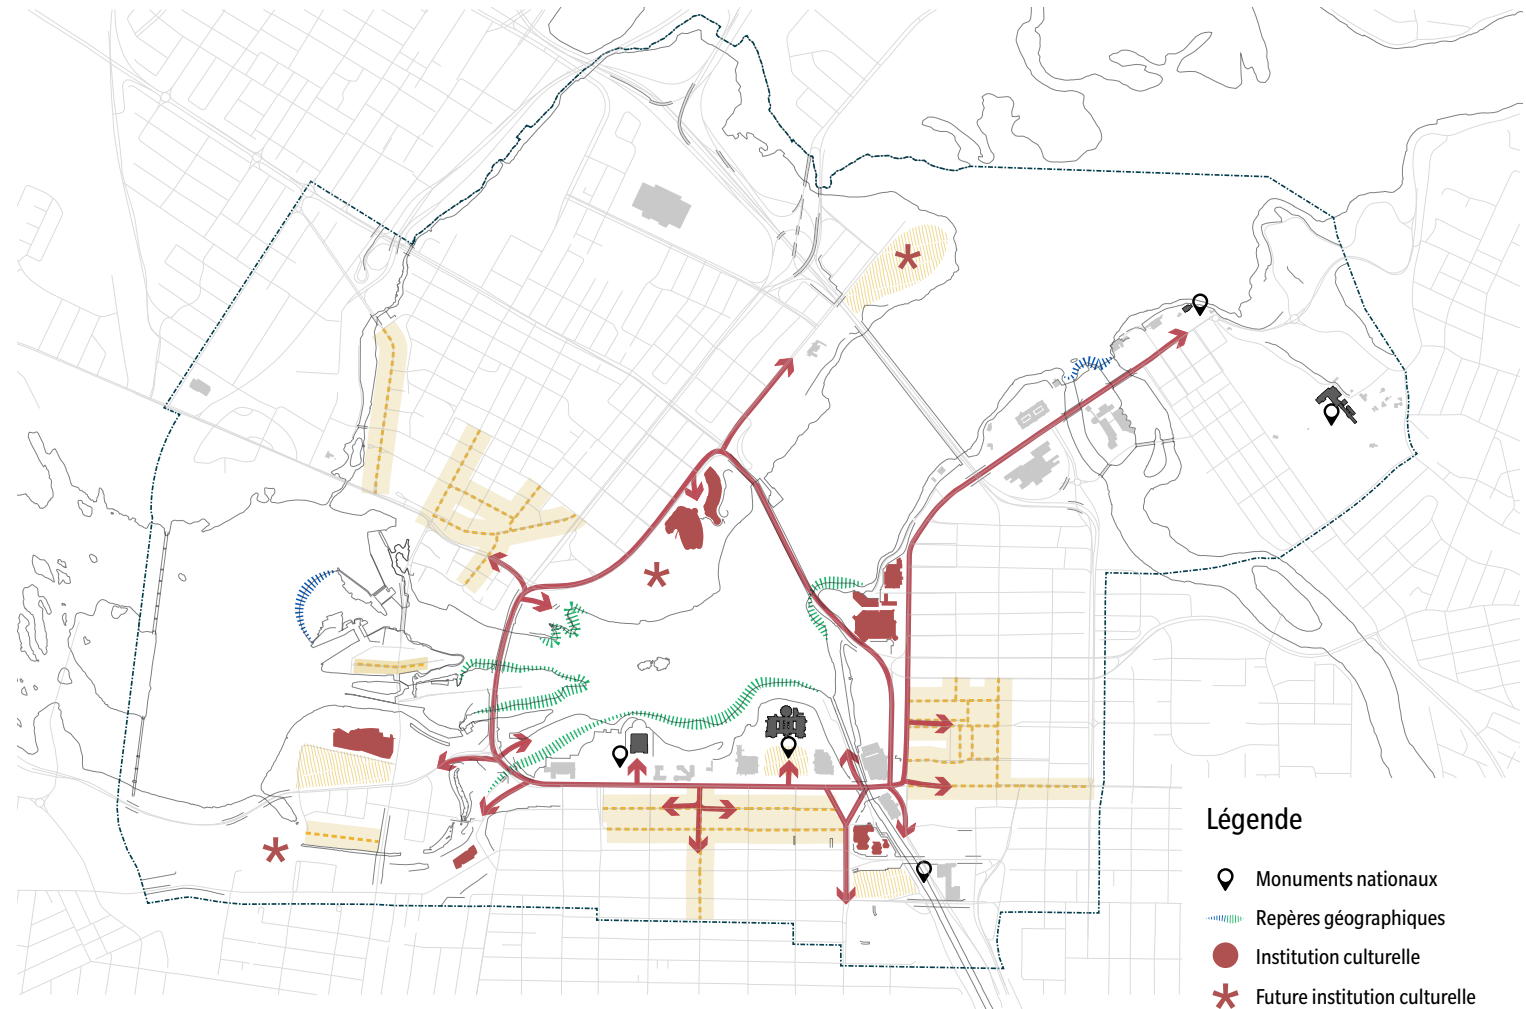 Légende
Monuments nationaux
Repères géographiques
Institution culturelle
Future institution culturelle